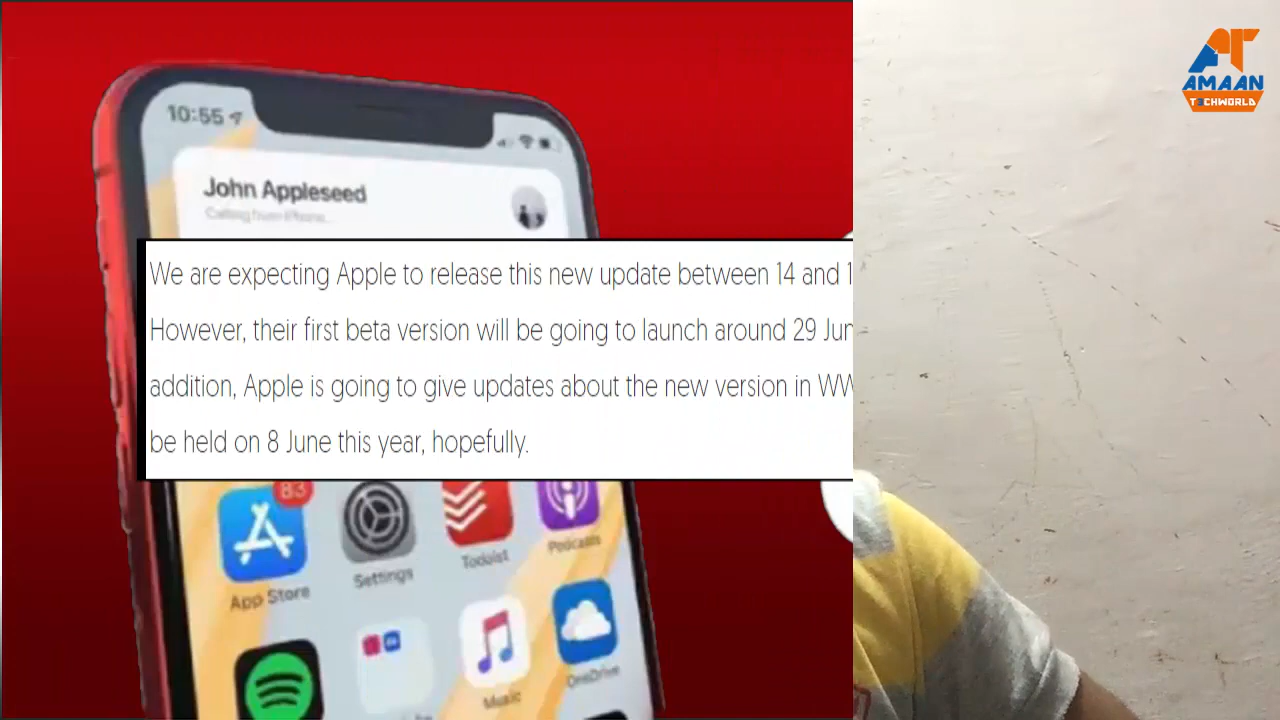 AMAAN
TECHWORLD
10:55
John Appleseed
Calling from iPhone...
We are expecting Apple to release this new update between 14 and 1
However, their first beta version will be going to launch around 29 Jun
addition, Apple is going to give updates about the new version in WW
be held on 8 June this year, hopefully.
83
App Store
Settings
Todoist
Podcasts
Music
OneDrive